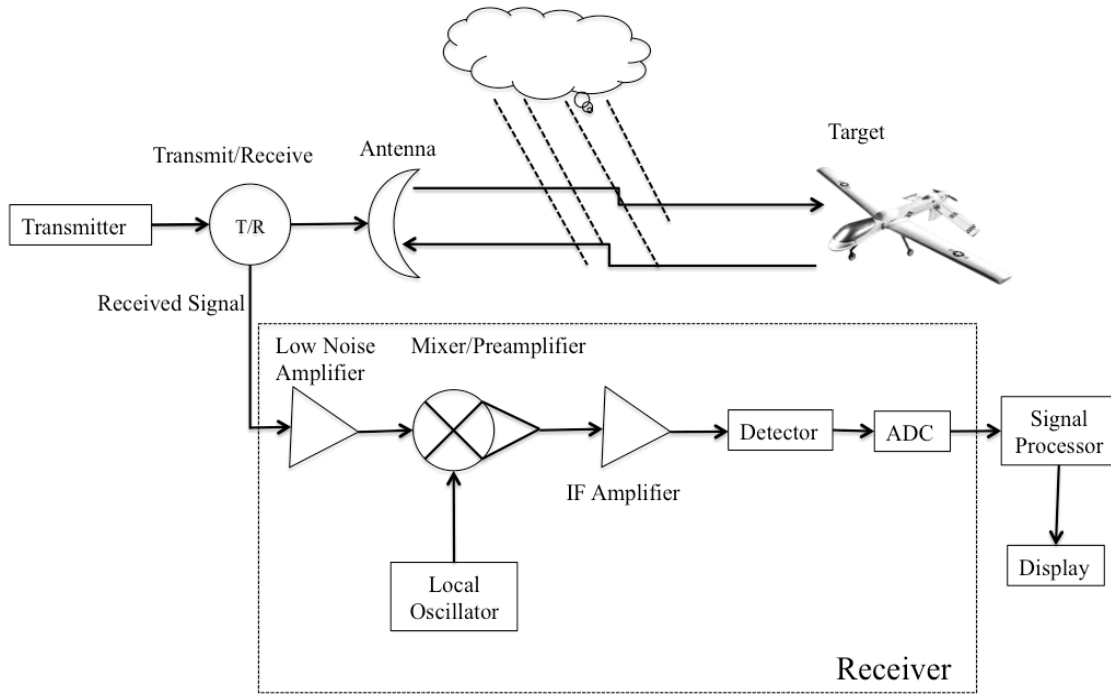 Transmit/Receive
Antenna
Target
Transmitter
T/R
Received Signal
Low Noise
Amplifier
Mixer/Preamplifier
Detector
ADC
Signal
Processor
IF Amplifier
Local
Oscillator
Display
Receiver